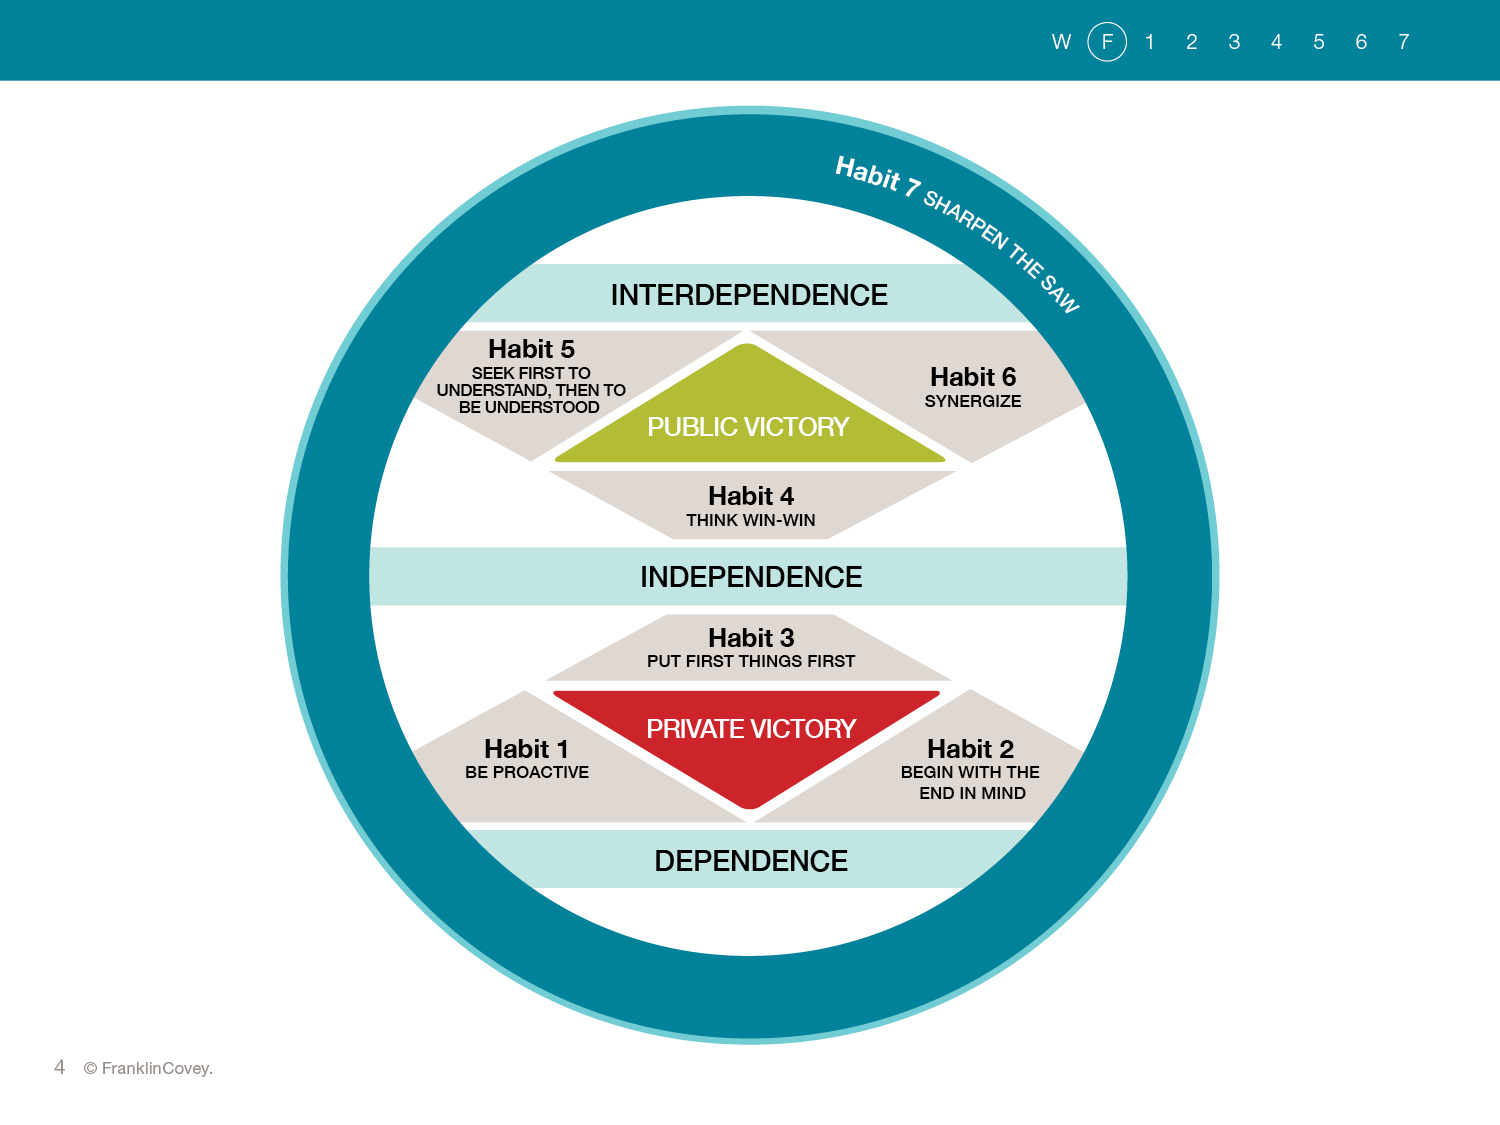 W F 1 2 3 4 5 6 7
Habit 7 SHARPEN THE SAW
INTERDEPENDENCE
Habit 5
SEEK FIRST TO
UNDERSTAND, THEN TO
BE UNDERSTOOD
Habit 6
SYNERGIZE
PUBLIC VICTORY
Habit 4
THINK WIN-WIN
INDEPENDENCE
Habit 3
PUT FIRST THINGS FIRST
PRIVATE VICTORY
Habit 1
BE PROACTIVE
Habit 2
BEGIN WITH THE
END IN MIND
DEPENDENCE
4 © FranklinCovey.